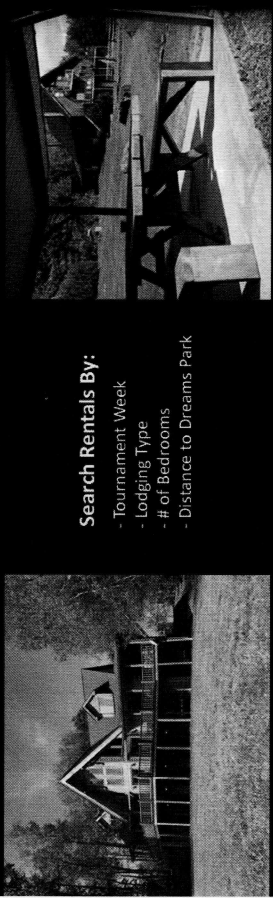 Search Rentals By:
- Tournament Week
- Lodging Type
- # of Bedrooms
- Distance to Dreams Park